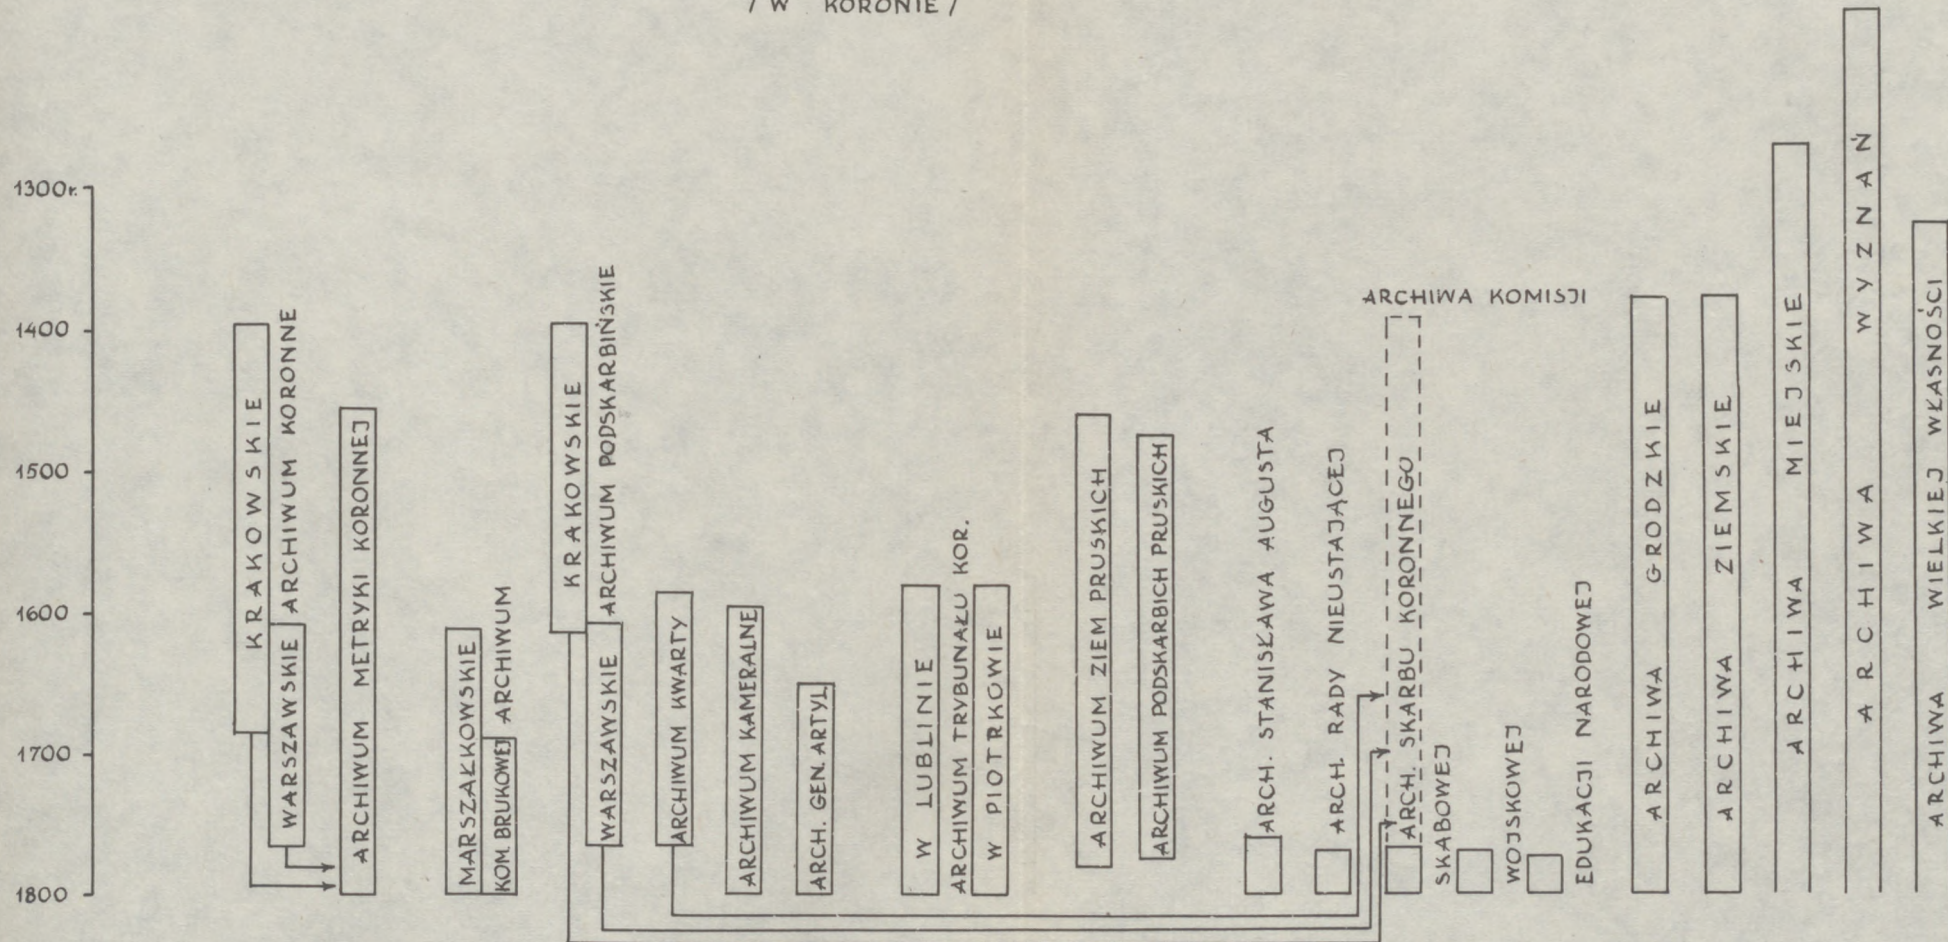 / W KORONIE /
1300r.
1400
1500
1600
1700
1800
KRAKOWSKIE
WARSZAWSKIE
ARCHIWUM KORONNE
ARCHIWUM METRYKI KORONNEJ
MARSZAŁKOWSKIE
KOM. BRUKOWEJ
ARCHIWUM
KRAKOWSKIE
WARSZAWSKIE
ARCHIWUM PODSKARBIŃSKIE
ARCHIWUM KWARTY
ARCHIWUM KAMERALNE
ARCH. GEN. ARTYL.
W LUBLINIE
ARCHIWUM TRYBUNAŁU KOR.
W PIOTRKOWIE
ARCHIWUM ZIEM PRUSKICH
ARCHIWUM PODSKARBICH PRUSKICH
ARCH. STANISŁAWA AUGUSTA
ARCH. RADY NIEUSTAJĄCEJ
ARCHIWA KOMISJI
ARCH. SKARBU KORONNEGO
SKABOWEJ
WOJSKOWEJ
EDUKACJI NARODOWEJ
ARCHIWA GRODZKIE
ARCHIWA ZIEMSKIE
ARCHIWA MIEJSKIE
ARCHIWA WYZNAŃ
ARCHIWA WIELKIEJ WŁASNOŚCI